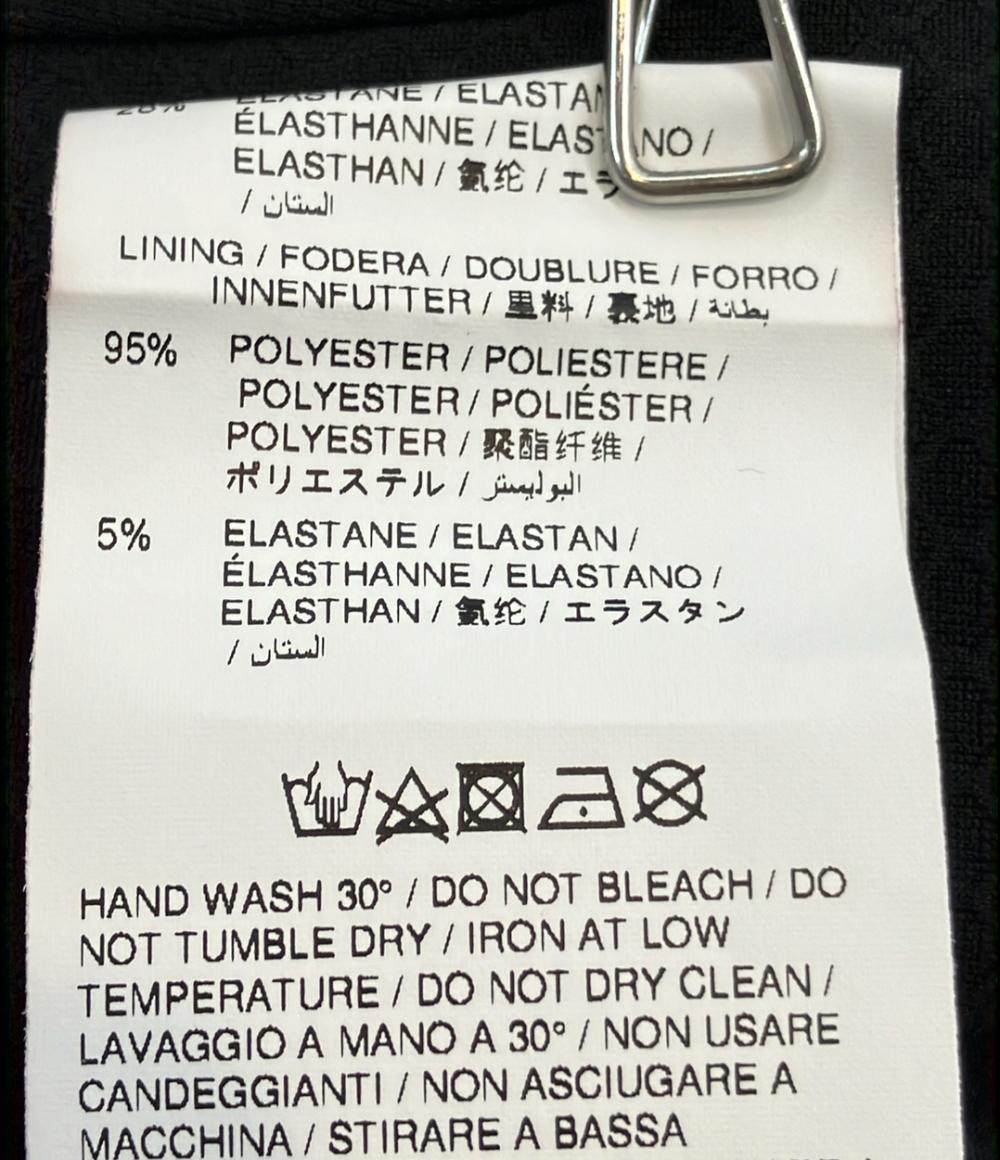 ELASTANE / ELASTAN
ÉLASTHANNE / ELASTANO /
ELASTHAN / 氨纶 / エラ
/ الستان
LINING / FODERA / DOUBLURE / FORRO /
INNENFUTTER / 里料 / 裏地 / بطانة
95% POLYESTER / POLIESTERE /
POLYESTER / POLIÉSTER /
POLYESTER / 聚酯纤维 /
ポリエステル / البوليستر
5% ELASTANE / ELASTAN /
ÉLASTHANNE / ELASTANO /
ELASTHAN / 氨纶 / エラスタン
/ الستان
HAND WASH 30° / DO NOT BLEACH / DO
NOT TUMBLE DRY / IRON AT LOW
TEMPERATURE / DO NOT DRY CLEAN /
LAVAGGIO A MANO A 30° / NON USARE
CANDEGGIANTI / NON ASCIUGARE A
MACCHINA / STIRARE A BASSA